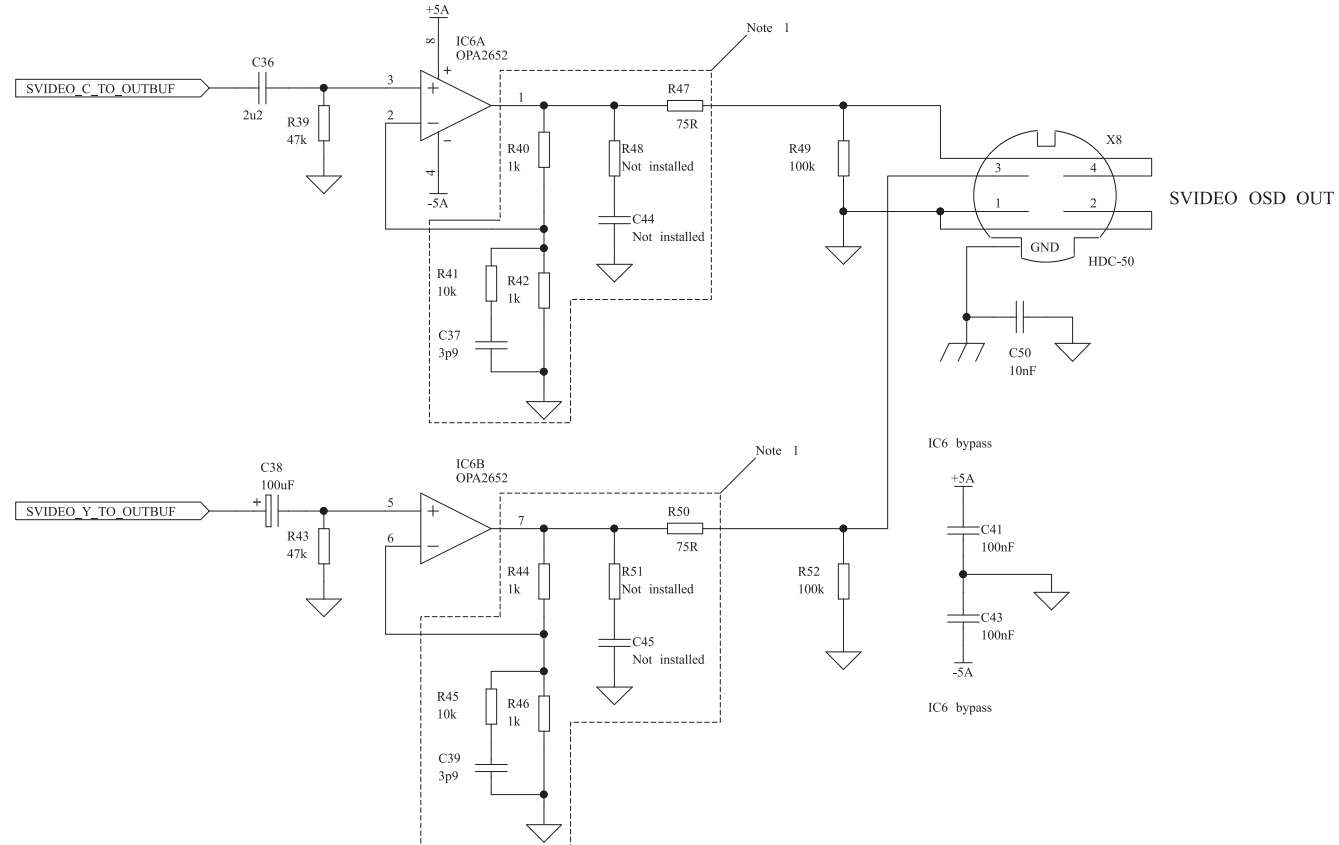 +5A
Note 1
8
IC6A
OPA2652
C36
SVIDEO_C_TO_OUTBUF
2u2
3
+
+
R39
47k
2
−
−
1
R47
75R
4
-5A
R40
1k
R48
Not installed
R49
100k
X8
3
4
1
2
SVIDEO OSD OUT
C44
Not installed
GND
HDC-50
R41
10k
R42
1k
C37
3p9
C50
10nF
Note 1
IC6 bypass
C38
100uF
IC6B
OPA2652
+5A
SVIDEO_Y_TO_OUTBUF
+
5
+
R43
47k
6
−
7
R50
75R
C41
100nF
R44
1k
R51
Not installed
R52
100k
C43
100nF
C45
Not installed
-5A
R45
10k
R46
1k
IC6 bypass
C39
3p9